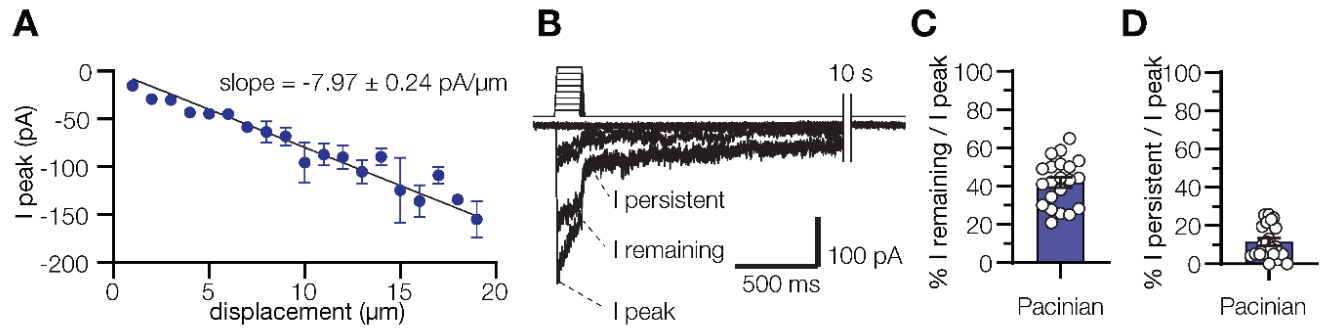 A
I peak (pA)
0
-50
-100
-150
-200
slope = -7.97 ± 0.24 pA/µm
0
5
10
15
20
displacement (µm)
B
10 s
I persistent
I remaining
I peak
100 pA
500 ms
C
% I remaining / I peak
100
80
60
40
20
0
Pacinian
D
% I persistent / I peak
100
80
60
40
20
0
Pacinian